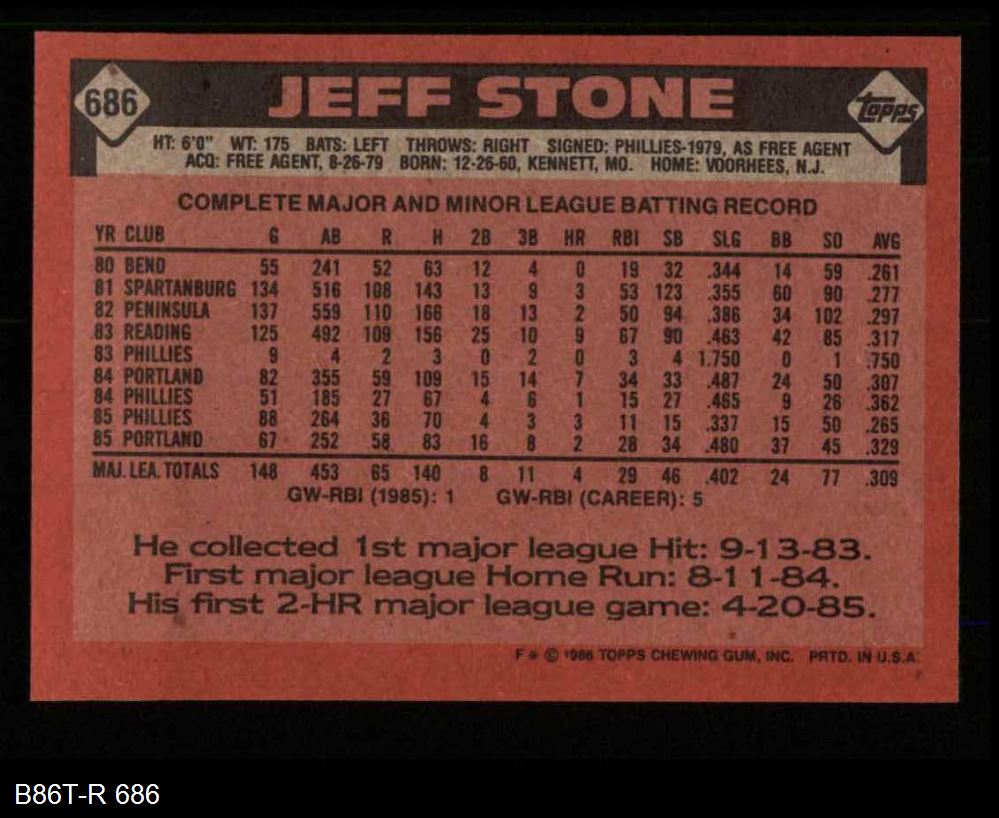 686 JEFF STONE TOPPS
HT: 6'0" WT: 175 BATS: LEFT THROWS: RIGHT SIGNED: PHILLIES-1979, AS FREE AGENT
ACQ: FREE AGENT, 8-26-79 BORN: 12-26-60, KENNETT, MO. HOME: VOORHEES, N.J.
COMPLETE MAJOR AND MINOR LEAGUE BATTING RECORD
YR CLUB G AB R H 2B 3B HR RBI SB SLG BB SO AVG
80 BEND 55 241 52 63 12 4 0 19 32 .344 14 59 .261
81 SPARTANBURG 134 516 108 143 13 9 3 53 123 .355 60 90 .277
82 PENINSULA 137 559 110 166 18 13 2 50 94 .386 34 102 .297
83 READING 125 492 109 156 25 10 9 67 90 .463 42 85 .317
83 PHILLIES 9 4 2 3 0 2 0 3 4 1.750 0 1 .750
84 PORTLAND 82 355 59 109 15 14 7 34 33 .487 24 50 .307
84 PHILLIES 51 185 27 67 4 6 1 15 27 .465 9 26 .362
85 PHILLIES 88 264 36 70 4 3 3 11 15 .337 15 50 .265
85 PORTLAND 67 252 58 83 16 8 2 28 34 .480 37 45 .329
MAJ. LEA. TOTALS 148 453 65 140 8 11 4 29 46 .402 24 77 .309
GW-RBI (1985): 1 GW-RBI (CAREER): 5
He collected 1st major league Hit: 9-13-83.
First major league Home Run: 8-11-84.
His first 2-HR major league game: 4-20-85.
F * © 1986 TOPPS CHEWING GUM, INC. PRTD. IN U.S.A.
B86T-R 686